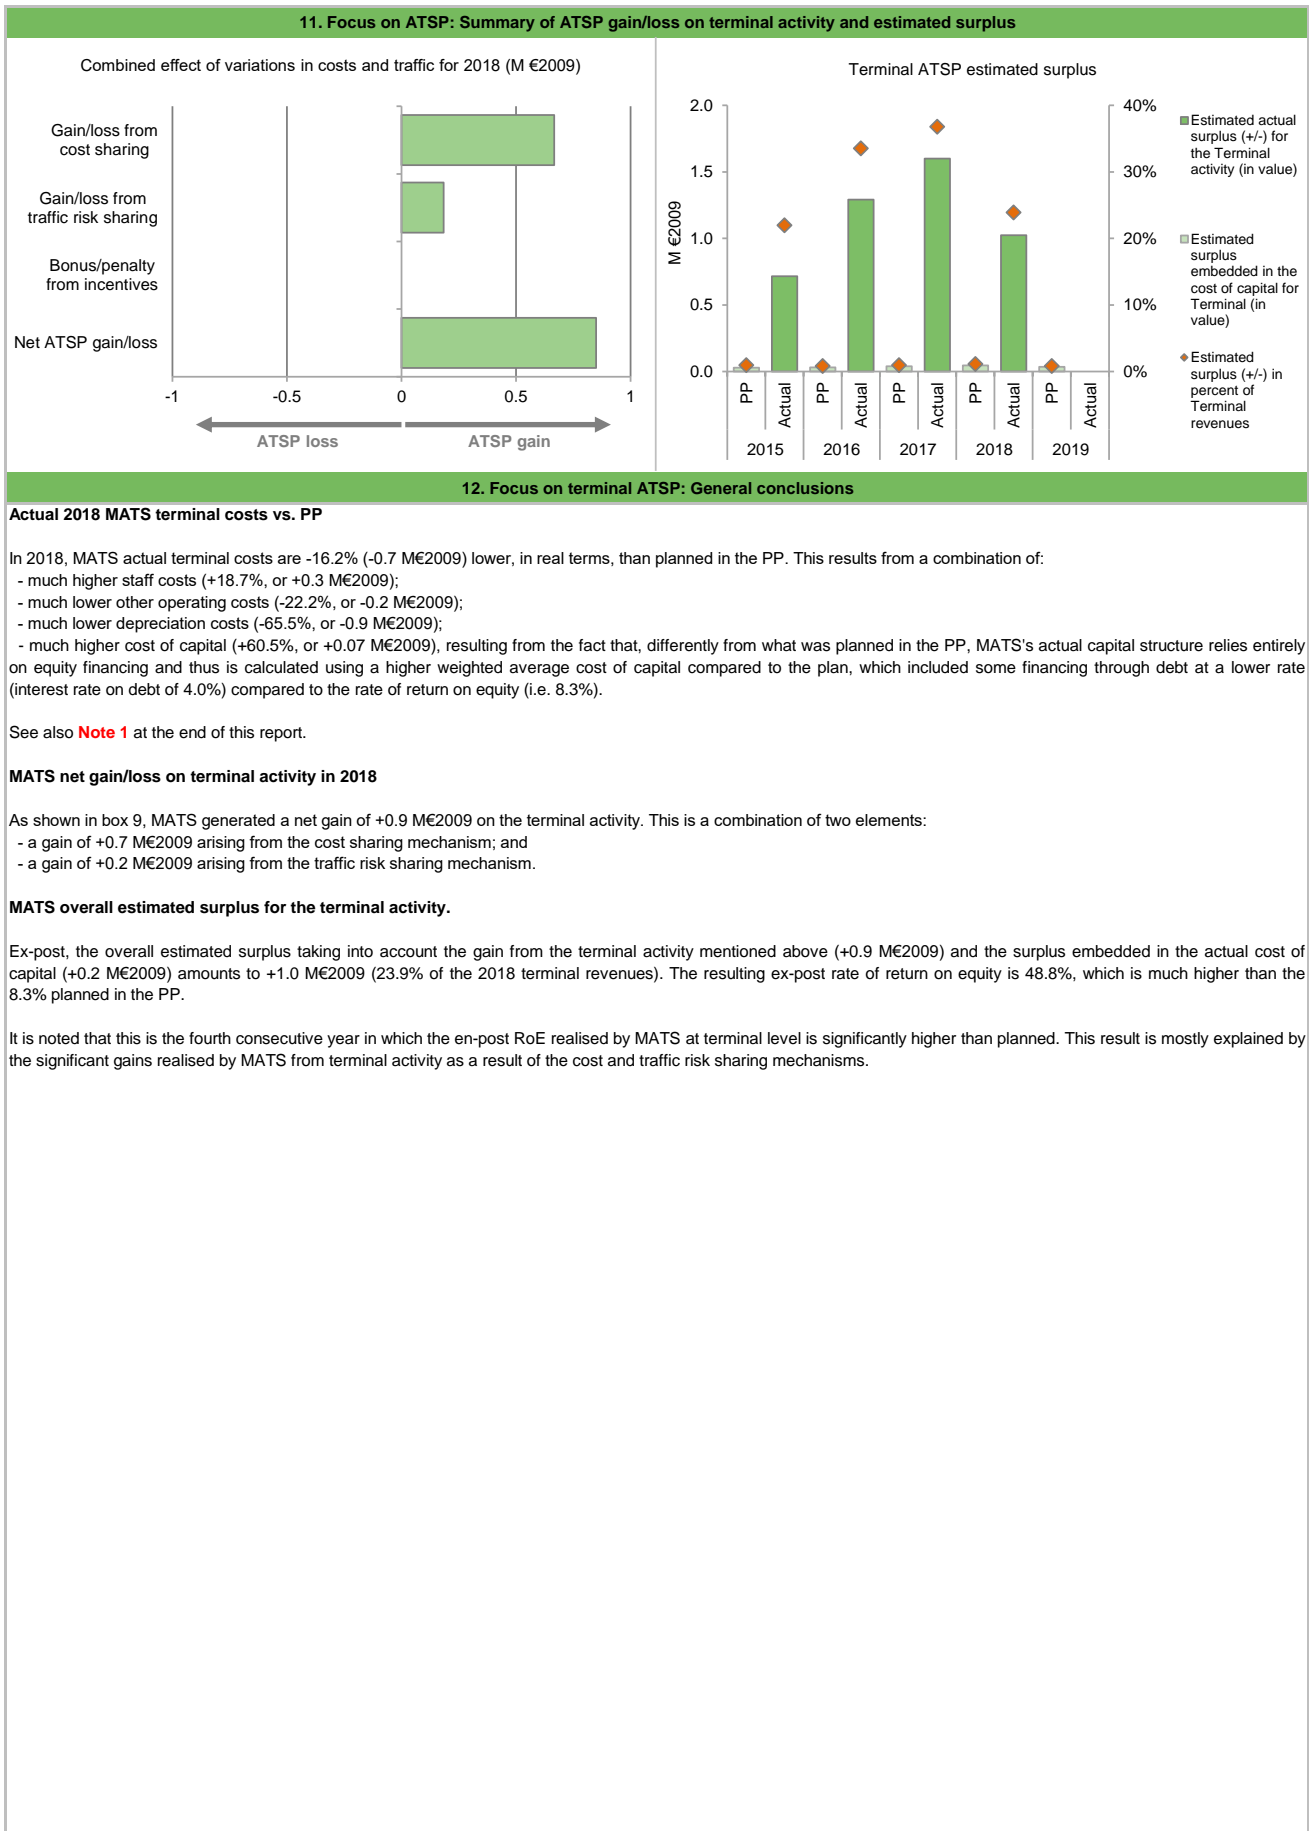 11. Focus on ATSP: Summary of ATSP gain/loss on terminal activity and estimated surplus
Combined effect of variations in costs and traffic for 2018 (M €2009)
Gain/loss from
cost sharing
Gain/loss from
traffic risk sharing
Bonus/penalty
from incentives
Net ATSP gain/loss
-1
-0.5
0
0.5
1
ATSP loss
ATSP gain
Terminal ATSP estimated surplus
M €2009
2.0
1.5
1.0
0.5
0.0
40%
30%
20%
10%
0%
PP
Actual
PP
Actual
PP
Actual
PP
Actual
PP
Actual
2015
2016
2017
2018
2019
Estimated actual
surplus (+/-) for
the Terminal
activity (in value)
Estimated
surplus
embedded in the
cost of capital for
Terminal (in
value)
Estimated
surplus (+/-) in
percent of
Terminal
revenues
12. Focus on terminal ATSP: General conclusions
Actual 2018 MATS terminal costs vs. PP
In 2018, MATS actual terminal costs are -16.2% (-0.7 M€2009) lower, in real terms, than planned in the PP. This results from a combination of:
- much higher staff costs (+18.7%, or +0.3 M€2009);
- much lower other operating costs (-22.2%, or -0.2 M€2009);
- much lower depreciation costs (-65.5%, or -0.9 M€2009);
- much higher cost of capital (+60.5%, or +0.07 M€2009), resulting from the fact that, differently from what was planned in the PP, MATS's actual capital structure relies entirely
on equity financing and thus is calculated using a higher weighted average cost of capital compared to the plan, which included some financing through debt at a lower rate
(interest rate on debt of 4.0%) compared to the rate of return on equity (i.e. 8.3%).
See also Note 1 at the end of this report.
MATS net gain/loss on terminal activity in 2018
As shown in box 9, MATS generated a net gain of +0.9 M€2009 on the terminal activity. This is a combination of two elements:
- a gain of +0.7 M€2009 arising from the cost sharing mechanism; and
- a gain of +0.2 M€2009 arising from the traffic risk sharing mechanism.
MATS overall estimated surplus for the terminal activity.
Ex-post, the overall estimated surplus taking into account the gain from the terminal activity mentioned above (+0.9 M€2009) and the surplus embedded in the actual cost of
capital (+0.2 M€2009) amounts to +1.0 M€2009 (23.9% of the 2018 terminal revenues). The resulting ex-post rate of return on equity is 48.8%, which is much higher than the
8.3% planned in the PP.
It is noted that this is the fourth consecutive year in which the en-post RoE realised by MATS at terminal level is significantly higher than planned. This result is mostly explained by
the significant gains realised by MATS from terminal activity as a result of the cost and traffic risk sharing mechanisms.